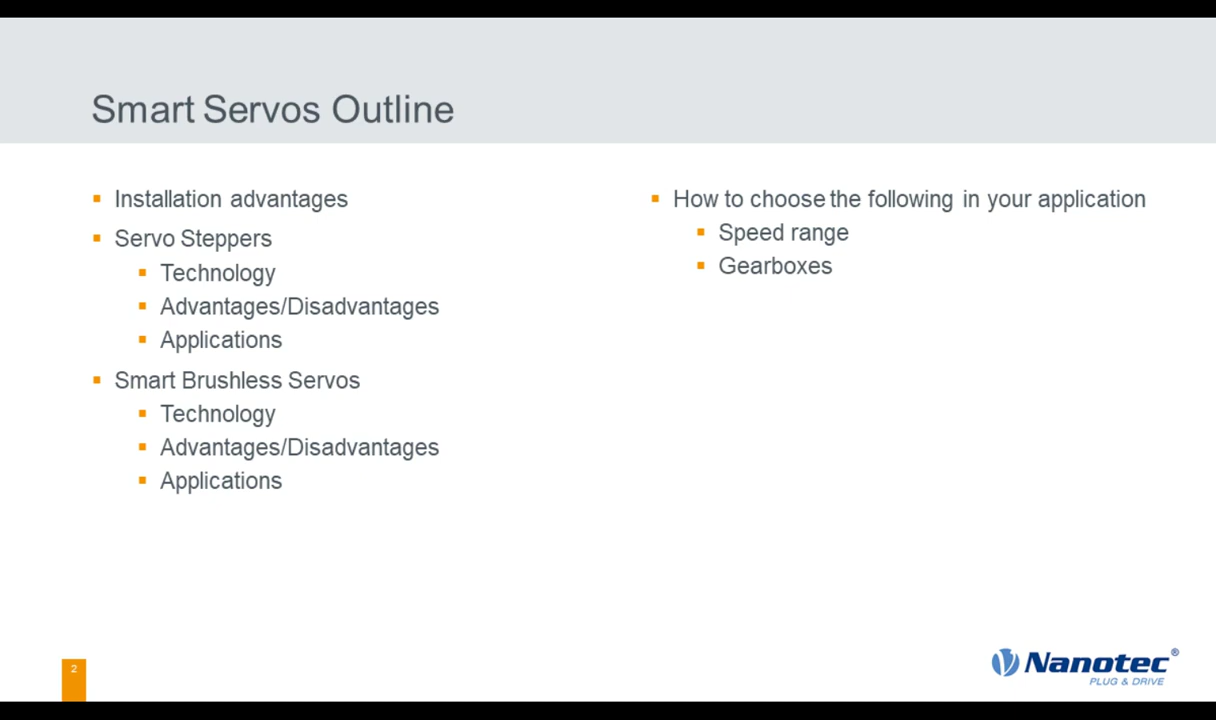 Smart Servos Outline
Installation advantages
Servo Steppers
Technology
Advantages/Disadvantages
Applications
Smart Brushless Servos
Technology
Advantages/Disadvantages
Applications
How to choose the following in your application
Speed range
Gearboxes
2
Nanotec®
PLUG & DRIVE